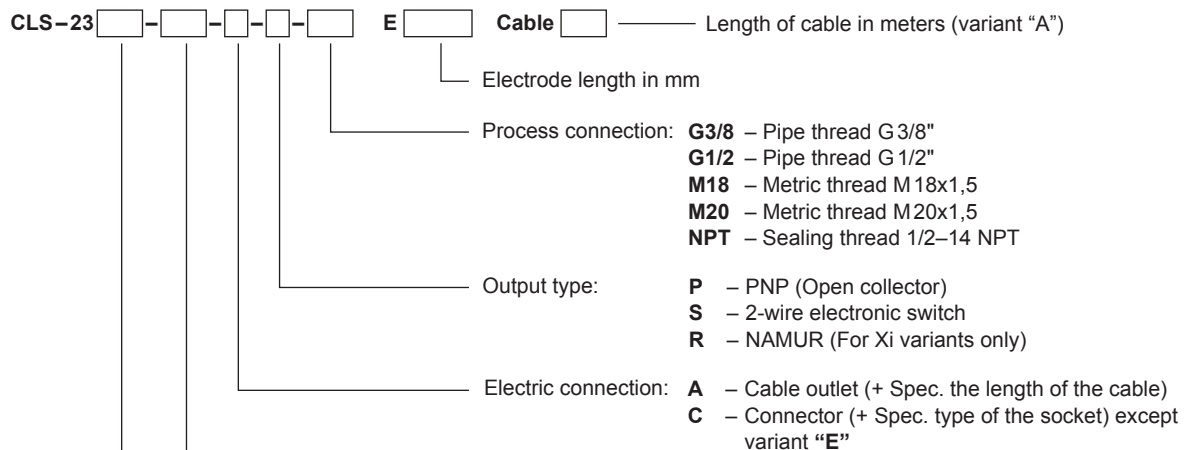 CLS–23 – – – – E Cable Length of cable in meters (variant “A”)
Electrode length in mm
Process connection: G3/8 – Pipe thread G 3/8"
G1/2 – Pipe thread G 1/2"
M18 – Metric thread M 18x1,5
M20 – Metric thread M 20x1,5
NPT – Sealing thread 1/2–14 NPT
Output type: P – PNP (Open collector)
S – 2-wire electronic switch
R – NAMUR (For Xi variants only)
Electric connection: A – Cable outlet (+ Spec. the length of the cable)
C – Connector (+ Spec. type of the socket) except
variant “E”